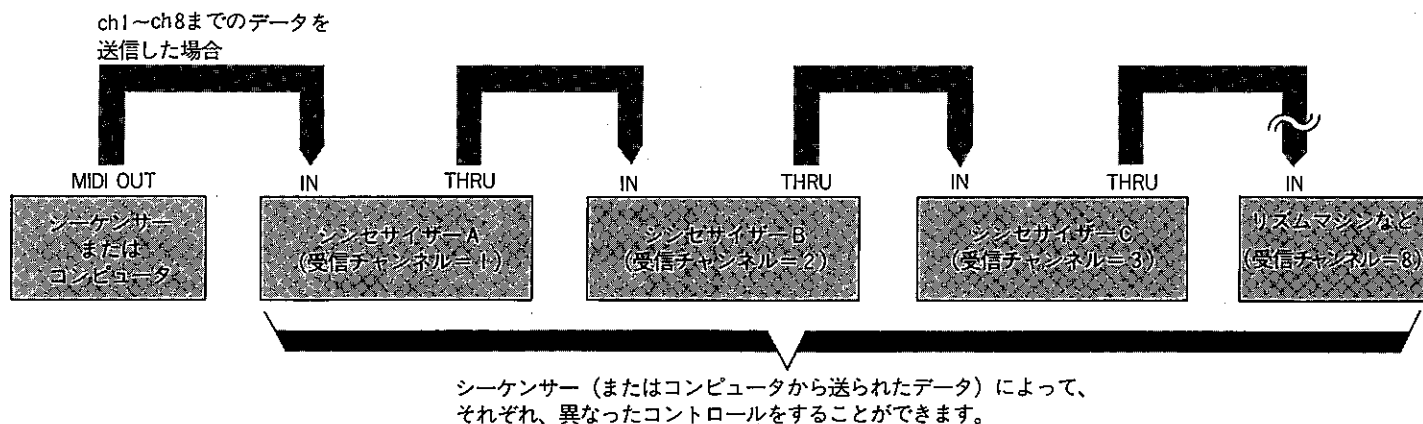 ch1～ch8までのデータを
送信した場合
MIDI OUT
IN
THRU
IN
THRU
IN
THRU
IN
シーケンサー
または
コンピュータ
シンセサイザーA
(受信チャンネル=1)
シンセサイザーB
(受信チャンネル=2)
シンセサイザーC
(受信チャンネル=3)
リズムマシンなど
(受信チャンネル=8)
シーケンサー（またはコンピュータから送られたデータ）によって、
それぞれ、異なったコントロールをすることができます。